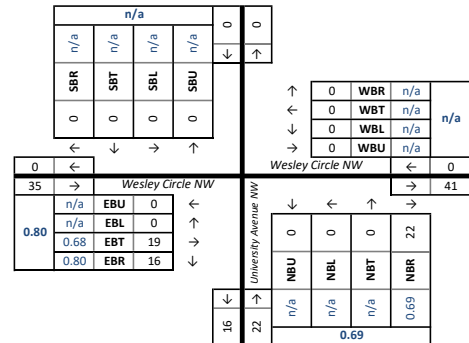 n/a
n/a n/a n/a n/a
SBR SBT SBL SBU
0 0 0 0
← ↓ → ↑
0 0
↓ ↑
↑ 0 WBR n/a
← 0 WBT n/a
↓ 0 WBL n/a
→ 0 WBU n/a
n/a
0 ←
35 →
Wesley Circle NW
Wesley Circle NW
← 0
→ 41
0.80
n/a EBU 0 ←
n/a EBL 0 ↑
0.68 EBT 19 →
0.80 EBR 16 ↓
University Avenue NW
↓ ← ↑ →
0 0 0 22
NBU NBL NBT NBR
n/a n/a n/a 0.69
0.69
↓ ↑
16 22